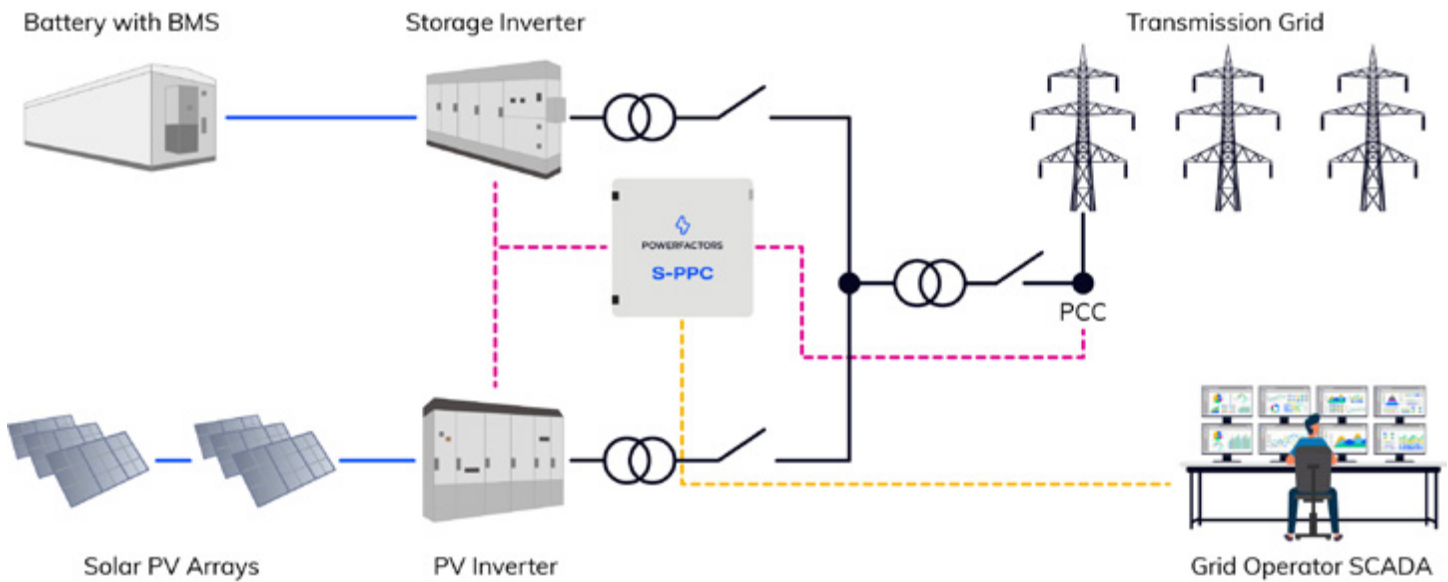 Battery with BMS
Storage Inverter
Transmission Grid
POWERFACTORS
S-PPC
PCC
Solar PV Arrays
PV Inverter
Grid Operator SCADA